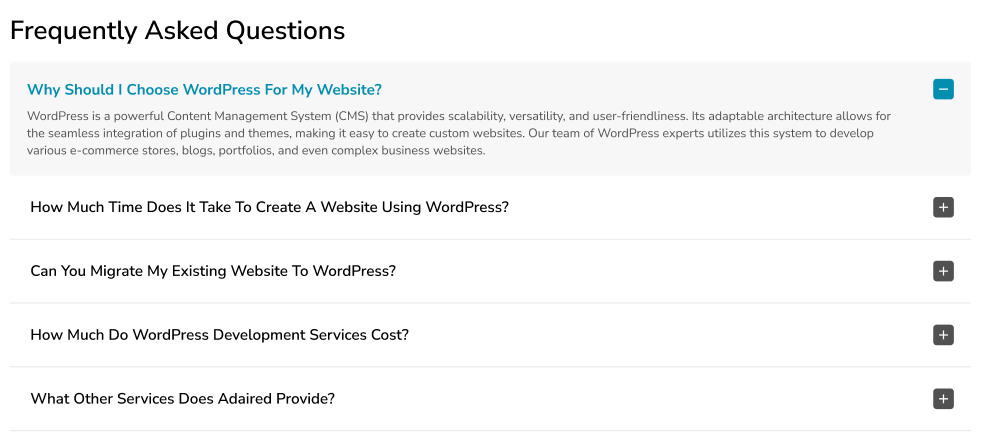 Frequently Asked Questions
Why Should I Choose WordPress For My Website?
WordPress is a powerful Content Management System (CMS) that provides scalability, versatility, and user-friendliness. Its adaptable architecture allows for
the seamless integration of plugins and themes, making it easy to create custom websites. Our team of WordPress experts utilizes this system to develop
various e-commerce stores, blogs, portfolios, and even complex business websites.
How Much Time Does It Take To Create A Website Using WordPress?
Can You Migrate My Existing Website To WordPress?
How Much Do WordPress Development Services Cost?
What Other Services Does Adaired Provide?